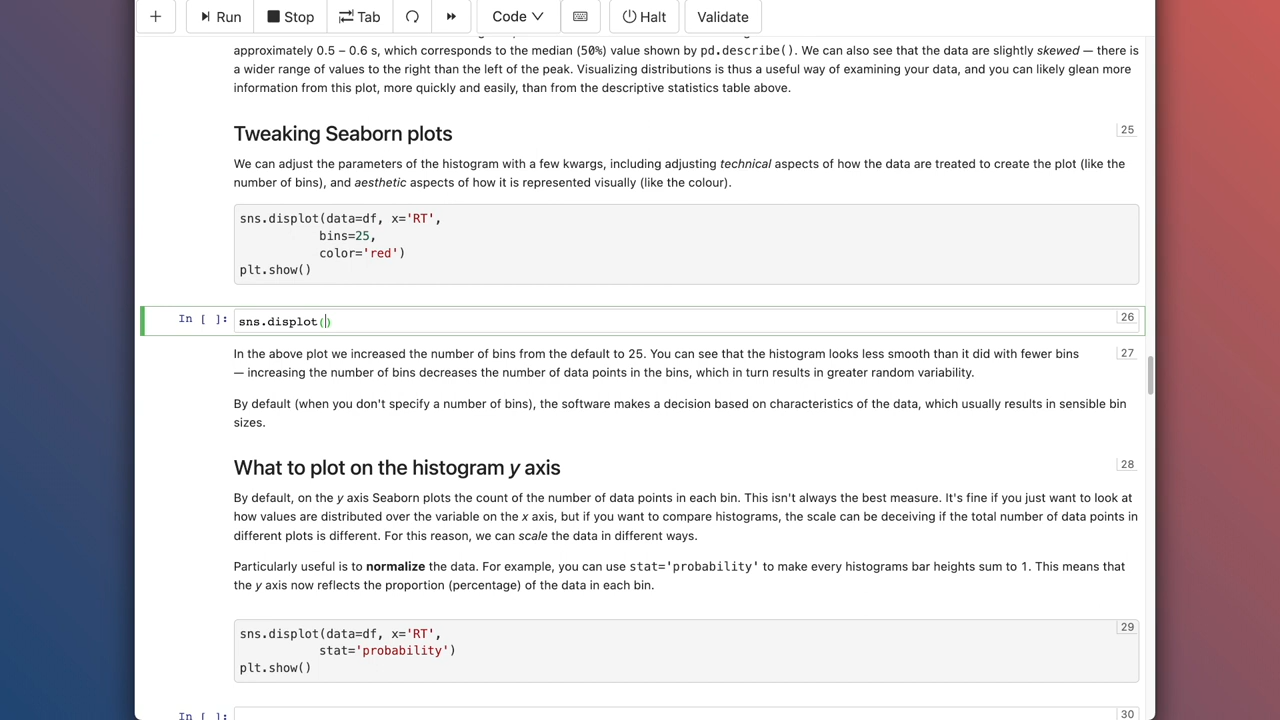 Run Stop Tab Code Halt Validate
approximately 0.5 – 0.6 s, which corresponds to the median (50%) value shown by pd.describe(). We can also see that the data are slightly skewed — there is
a wider range of values to the right than the left of the peak. Visualizing distributions is thus a useful way of examining your data, and you can likely glean more
information from this plot, more quickly and easily, than from the descriptive statistics table above.
Tweaking Seaborn plots
25
We can adjust the parameters of the histogram with a few kwargs, including adjusting technical aspects of how the data are treated to create the plot (like the
number of bins), and aesthetic aspects of how it is represented visually (like the colour).
sns.displot(data=df, x='RT',
bins=25,
color='red')
plt.show()
In [ ]: sns.displot()
26
In the above plot we increased the number of bins from the default to 25. You can see that the histogram looks less smooth than it did with fewer bins
27
— increasing the number of bins decreases the number of data points in the bins, which in turn results in greater random variability.
By default (when you don't specify a number of bins), the software makes a decision based on characteristics of the data, which usually results in sensible bin
sizes.
What to plot on the histogram y axis
28
By default, on the y axis Seaborn plots the count of the number of data points in each bin. This isn't always the best measure. It's fine if you just want to look at
how values are distributed over the variable on the x axis, but if you want to compare histograms, the scale can be deceiving if the total number of data points in
different plots is different. For this reason, we can scale the data in different ways.
Particularly useful is to normalize the data. For example, you can use stat='probability' to make every histograms bar heights sum to 1. This means that
the y axis now reflects the proportion (percentage) of the data in each bin.
29
sns.displot(data=df, x='RT',
stat='probability')
plt.show()
In [ ]:
30